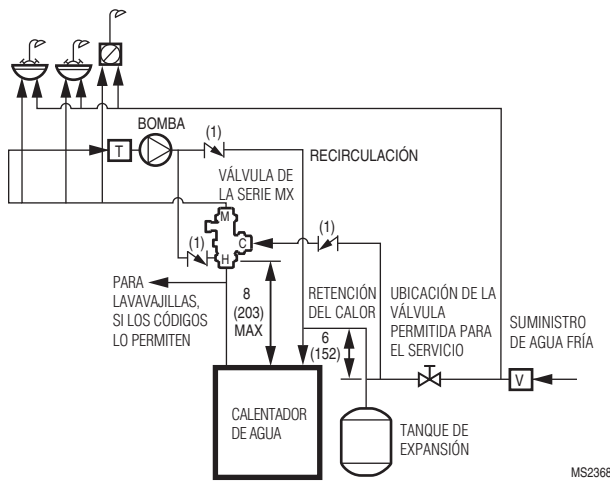 BOMBA
(1)
T
RECIRCULACIÓN
VÁLVULA DE
LA SERIE MX
M
(1)
C
(1)
H
PARA
LAVAVAJILLAS,
SI LOS CÓDIGOS
LO PERMITEN
8
(203)
MAX
RETENCIÓN
DEL CALOR
6
(152)
UBICACIÓN DE LA
VÁLVULA
PERMITIDA PARA
EL SERVICIO
SUMINISTRO
DE AGUA FRÍA
V
CALENTADOR
DE AGUA
TANQUE DE
EXPANSIÓN
MS2368